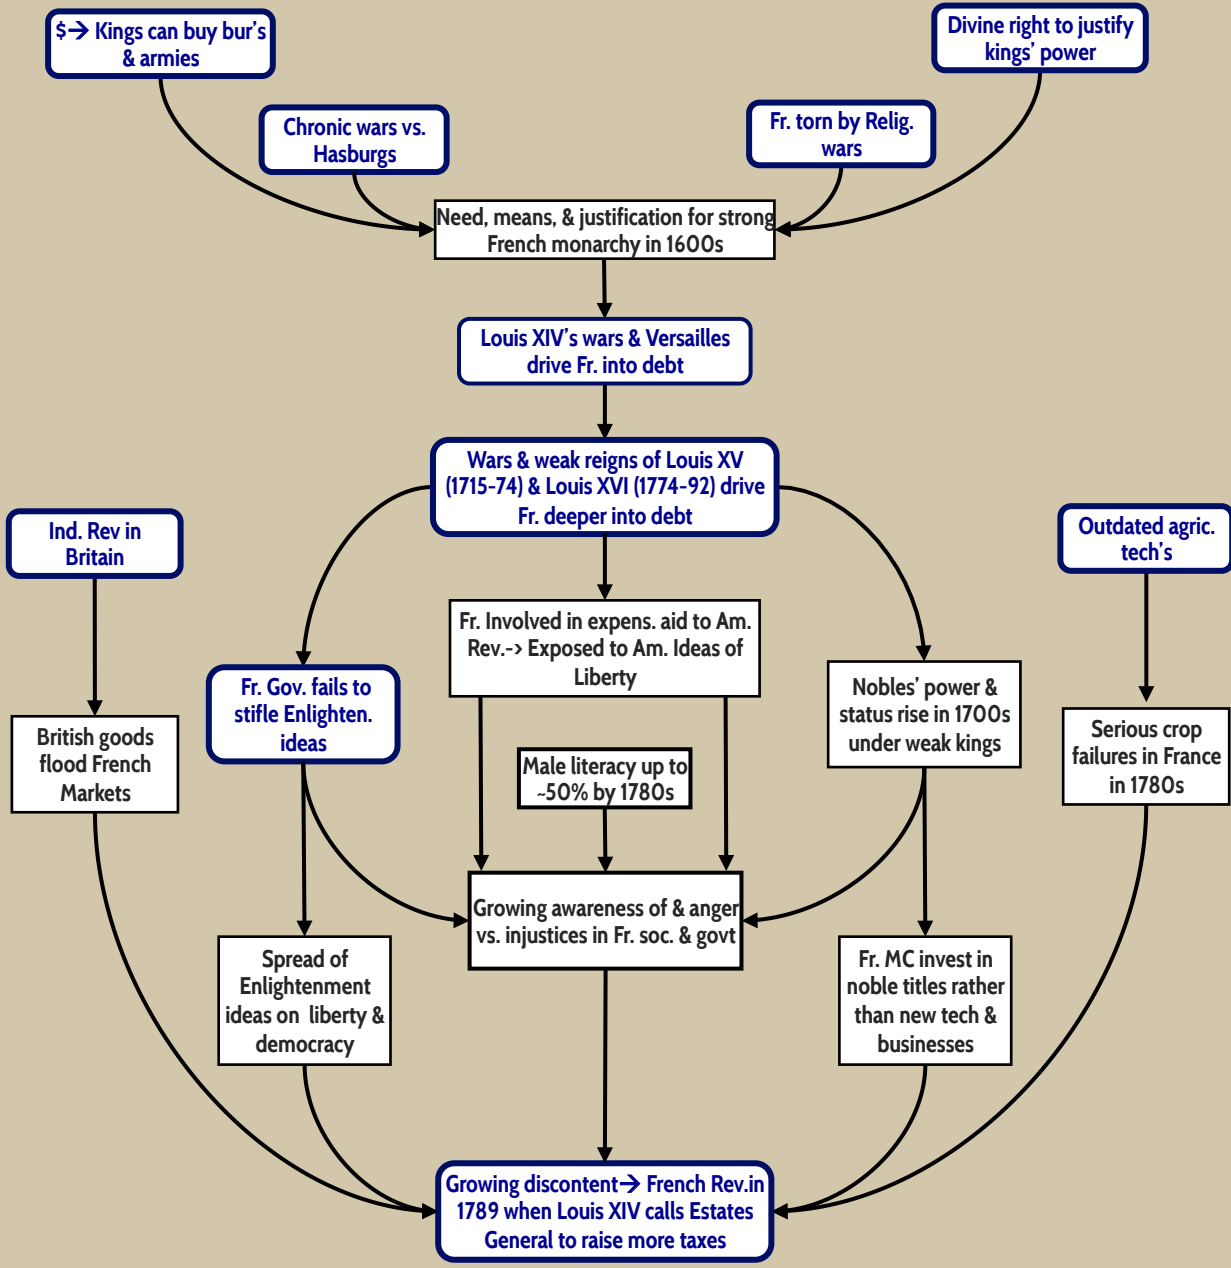 $→ Kings can buy bur's
& armies
Divine right to justify
kings' power
Chronic wars vs.
Hasburgs
Fr. torn by Relig.
wars
Need, means, & justification for strong
French monarchy in 1600s
Louis XIV's wars & Versailles
drive Fr. into debt
Wars & weak reigns of Louis XV
(1715-74) & Louis XVI (1774-92) drive
Fr. deeper into debt
Ind. Rev in
Britain
Outdated agric.
tech's
Fr. Involved in expens. aid to Am.
Rev.-> Exposed to Am. Ideas of
Liberty
Fr. Gov. fails to
stifle Enlighten.
ideas
Nobles' power &
status rise in 1700s
under weak kings
British goods
flood French
Markets
Male literacy up to
~50% by 1780s
Serious crop
failures in France
in 1780s
Growing awareness of & anger
vs. injustices in Fr. soc. & govt
Spread of
Enlightenment
ideas on liberty &
democracy
Fr. MC invest in
noble titles rather
than new tech &
businesses
Growing discontent→ French Rev.in
1789 when Louis XIV calls Estates
General to raise more taxes